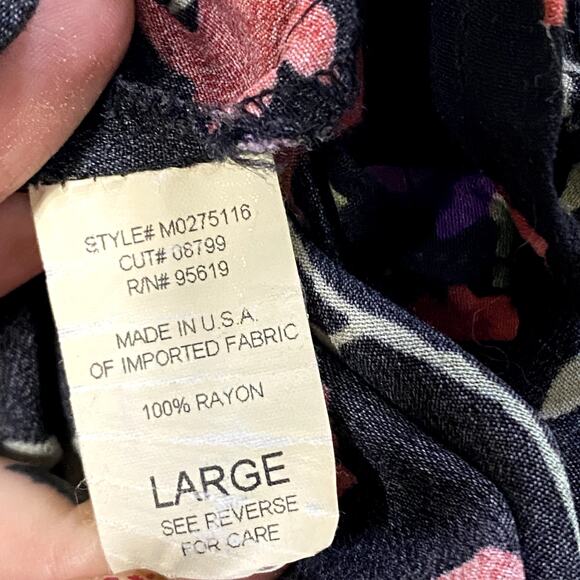 STYLE# M0275116
CUT# 08799
R/N# 95619
MADE IN U.S.A.
OF IMPORTED FABRIC
100% RAYON
LARGE
SEE REVERSE
FOR CARE